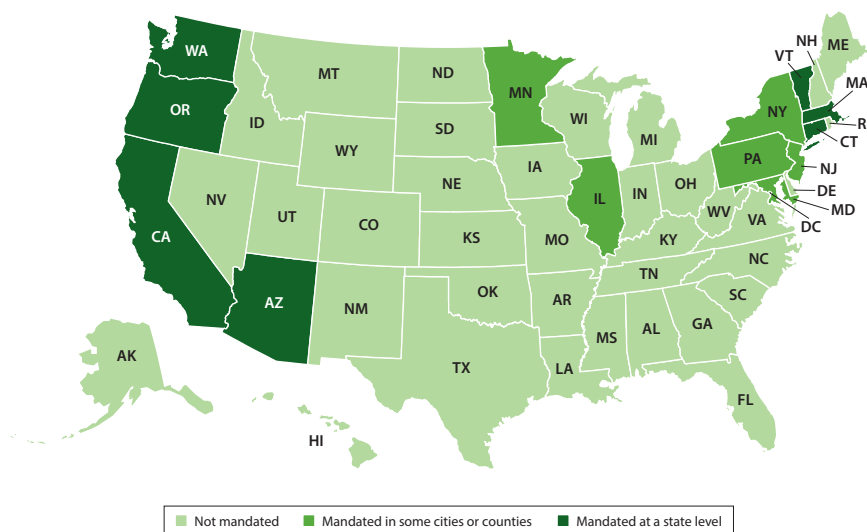 NH
ME
WA
VT
MT
ND
MA
MN
OR
NY
R
ID
WI
SD
CT
MI
WY
PA
NJ
IA
NE
OH
DE
IL
IN
NV
MD
UT
WV
VA
DC
CO
CA
KS
MO
KY
NC
TN
OK
AZ
AR
SC
NM
MS
AL
GA
AK
TX
LA
FL
HI
Not mandated
Mandated in some cities or counties
Mandated at a state level